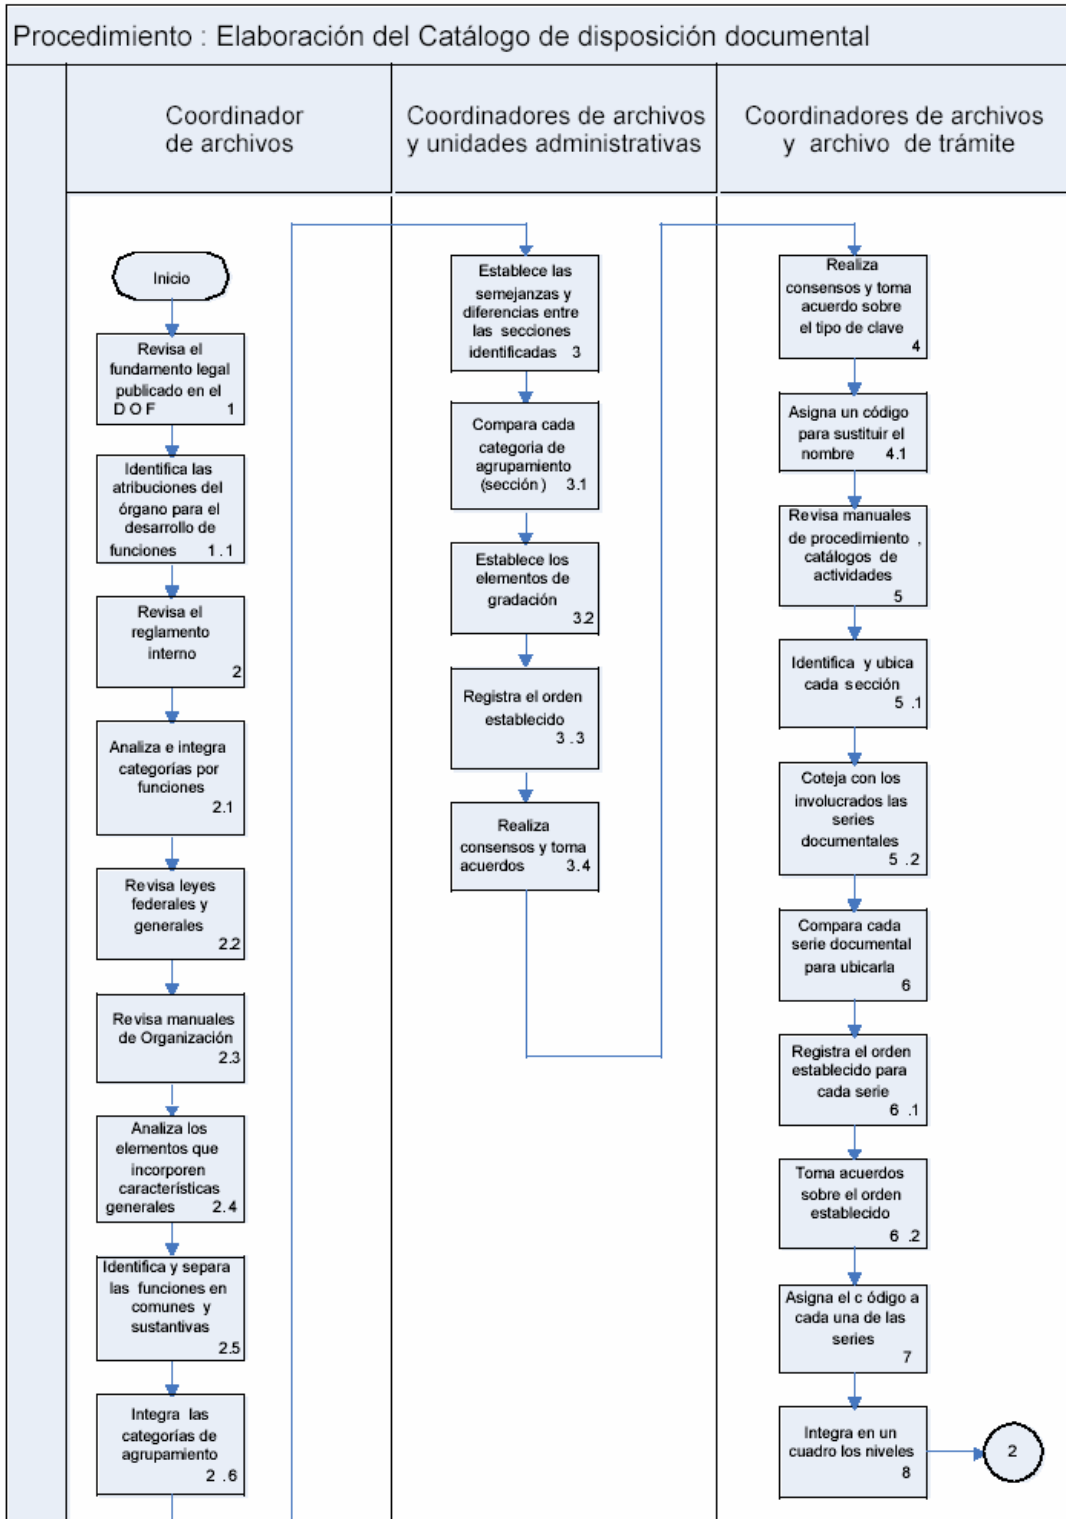 Procedimiento : Elaboración del Catálogo de disposición documental
Coordinador
de archivos
Coordinadores de archivos
y unidades administrativas
Coordinadores de archivos
y archivo de trámite
Inicio
Revisa el
fundamento legal
publicado en el
D O F 1
Identifica las
atribuciones del
órgano para el
desarrollo de
funciones 1 . 1
Revisa el
reglamento
interno
2
Analiza e integra
categorías por
funciones
2.1
Revisa leyes
federales y
generales
2.2
Revisa manuales
de Organización
2.3
Analiza los
elementos que
incorporen
características
generales 2. 4
Identifica y separa
las funciones en
comunes y
sustantivas
2.5
Integra las
categorías de
agrupamiento
2 .6
Establece las
semejanzas y
diferencias entre
las secciones
identificadas 3
Compara cada
categoria de
agrupamiento
(sección ) 3.1
Establece los
elementos de
gradación
3.2
Registra el orden
establecido
3 . 3
Realiza
consensos y toma
acuerdos 3. 4
Realiza
consensos y toma
acuerdo sobre
el tipo de clave
4
Asigna un código
para sustituir el
nombre 4.1
Revisa manuales
de procedimiento ,
catálogos de
actividades
5
Identifica y ubica
cada sección
5 .1
Coteja con los
involucrados las
series
documentales
5 .2
Compara cada
serie documental
para ubicarla
6
Registra el orden
establecido para
cada serie
6 .1
Toma acuerdos
sobre el orden
establecido
6 .2
Asigna el c ódigo a
cada una de las
series
7
Integra en un
cuadro los niveles
8
2